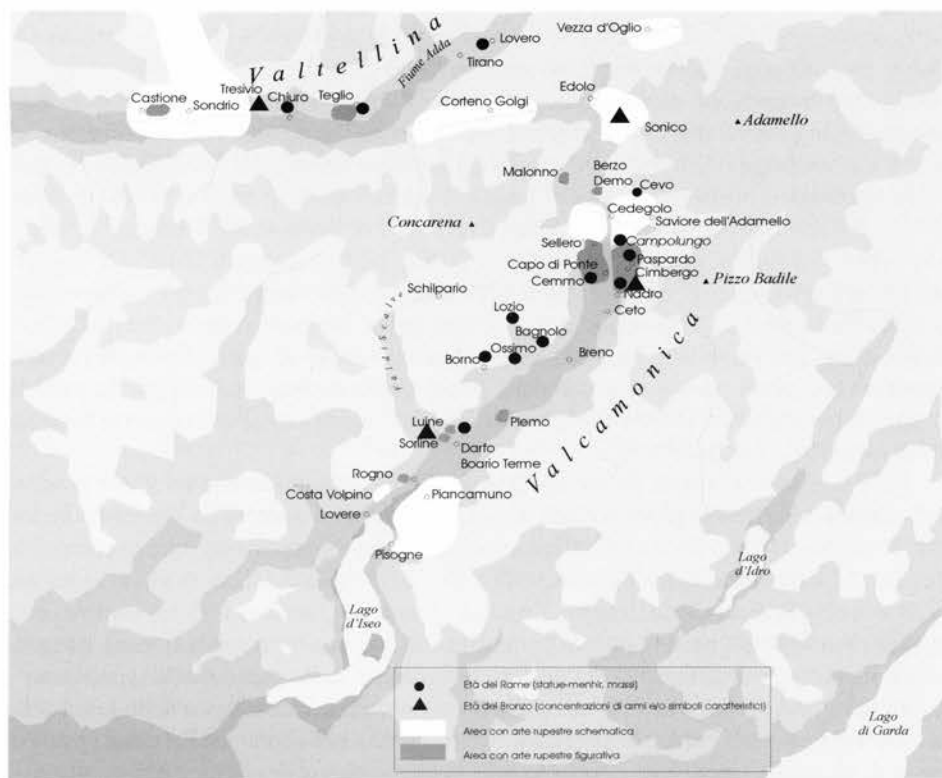 Vezza d'Oglio
Lovero
Tirano
Valtellina
Fiume Adda
Tresivio
Chiuro
Teglio
Castione
Sondrio
Corteno Golgi
Edolo
Sonico
Adamello
Malonno
Berzo
Demo
Cevo
Cedegolo
Saviore dell'Adamello
Concarena
Sellero
Campolungo
Paspardo
Capo di Ponte
Cimbergo
Cemmo
Pizzo Badile
Nadro
Schilpario
Lozio
Ceto
Bagnolo
Ossimo
Borno
Breno
Valcamonica
Luine
Piemo
Sorline
Darfo
Boario Terme
Rogno
Costa Volpino
Piancamuno
Lovere
Pisogne
Lago
d'Idro
Lago
d'Iseo
Lago
di Garda
Età del Rame (statue-menhir, massi)
Età del Bronzo (concentrazioni di armi e/o simboli caratteristici)
Area con arte rupestre schematica
Area con arte rupestre figurativa